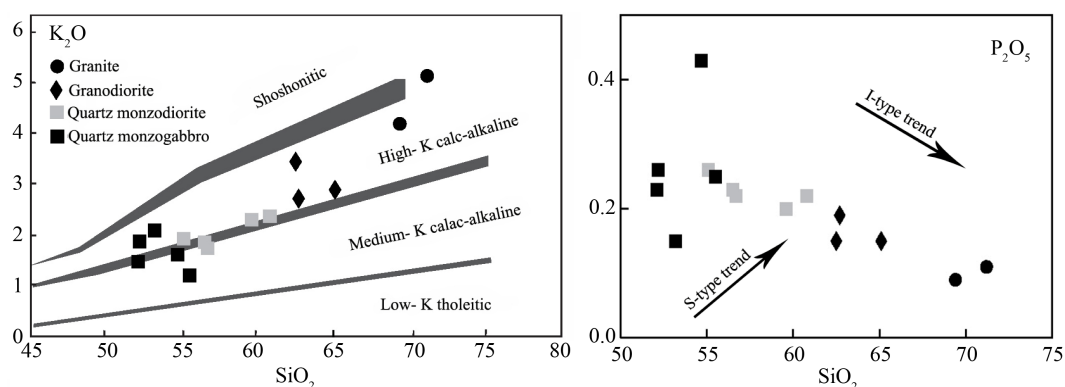 K₂O
6
5
4
3
2
1
0
Granite
Granodiorite
Quartz monzodiorite
Quartz monzogabbro
Shoshonitic
High- K calc-alkaline
Medium- K calac-alkaline
Low- K tholeitic
45 50 55 60 65 70 75 80
SiO₂
P₂O₅
0.4
0.2
0.0
I-type trend
S-type trend
50 55 60 65 70 75
SiO₂